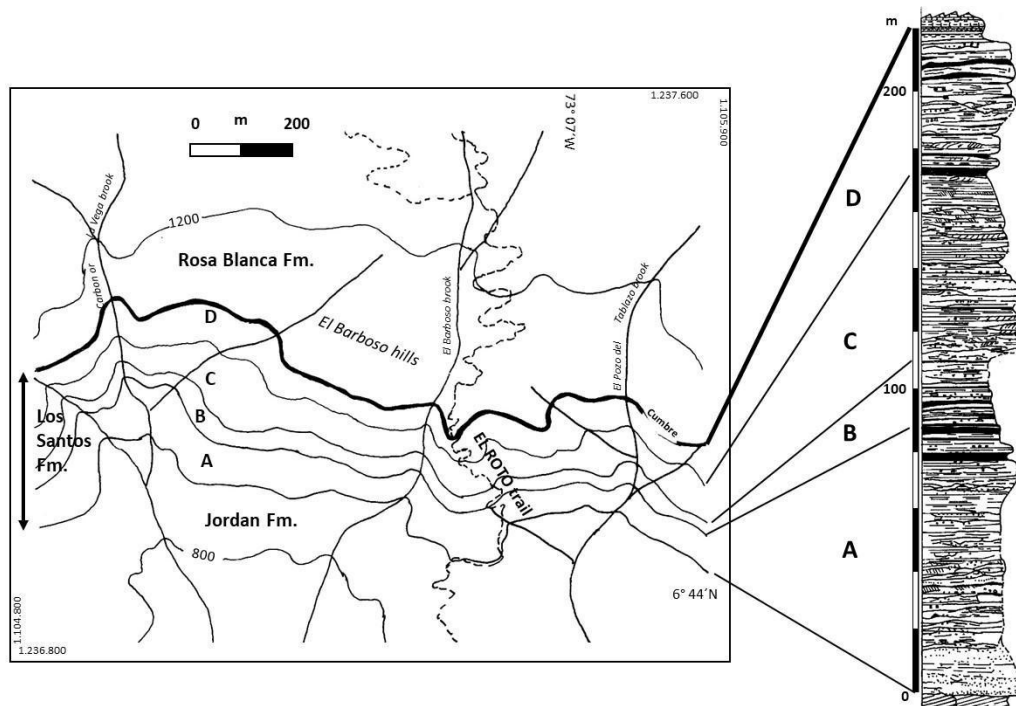 m
200
100
0
D
C
B
A
0 m 200
73° 07'W
1.237.600
1.105.900
La Vega brook
Carbon or
1200
Rosa Blanca Fm.
D
El Barboso hills
El Barboso brook
Tablazo brook
El Pozo del
Cumbre
C
B
A
Los
Santos
Fm.
EL ROTO trail
Jordan Fm.
800
6° 44´N
1.104.800
1.236.800